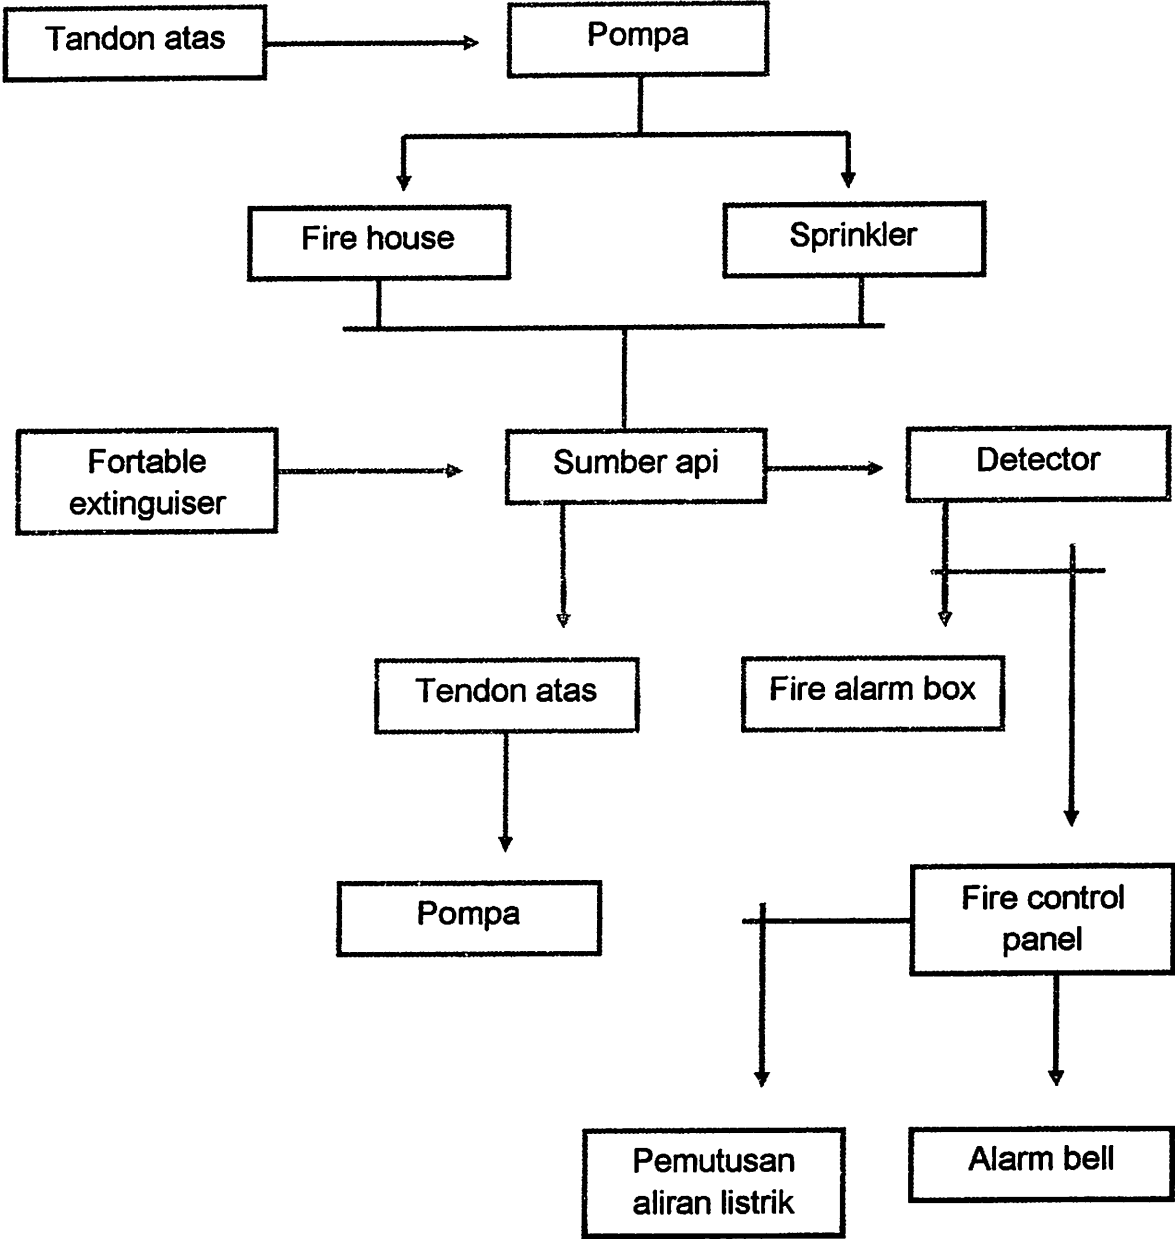 Tandon atas
Pompa
Fire house
Sprinkler
Fortable
extinguiser
Sumber api
Detector
Tendon atas
Fire alarm box
Pompa
Fire control
panel
Pemutusan
aliran listrik
Alarm bell